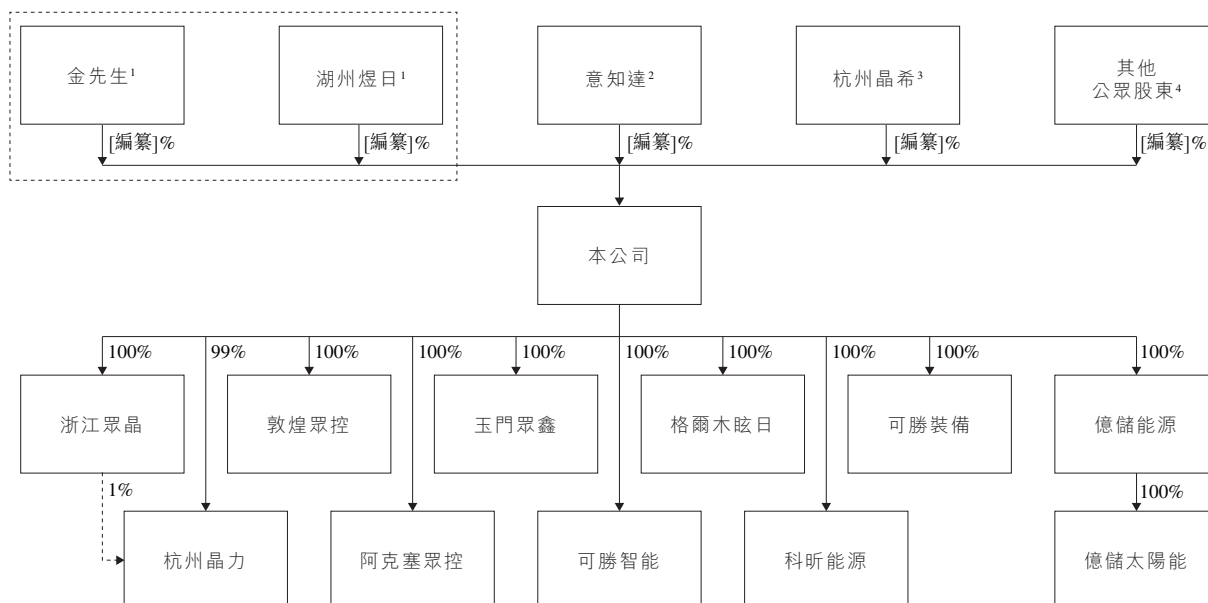 金先生¹
湖州煜日¹
意知達²
杭州晶希³
其他
公眾股東⁴
[編纂]%
[編纂]%
[編纂]%
[編纂]%
[編纂]%
本公司
100%
99%
100%
100%
100%
100%
100%
100%
100%
100%
浙江眾晶
敦煌眾控
玉門眾鑫
格爾木眩日
可勝裝備
億儲能源
1%
100%
杭州晶力
阿克塞眾控
可勝智能
科昕能源
億儲太陽能